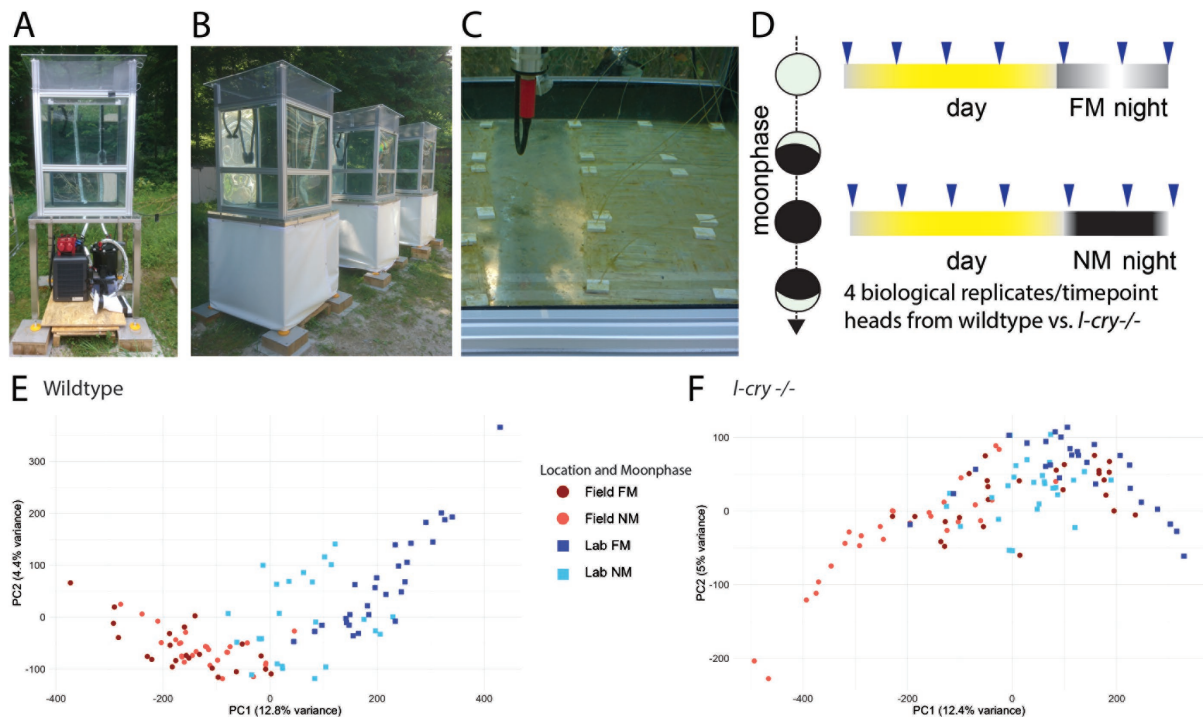 A
B
C
D
moonphase
day
FM night
day
NM night
4 biological replicates/timepoint
heads from wildtype vs. l-cry-/-
E Wildtype
PC2 (4.4% variance)
300
200
100
0
-100
-400
-200
0
200
400
PC1 (12.8% variance)
Location and Moonphase
Field FM
Field NM
Lab FM
Lab NM
F l-cry -/-
PC2 (5% variance)
100
0
-100
-200
-400
-200
0
200
PC1 (12.4% variance)